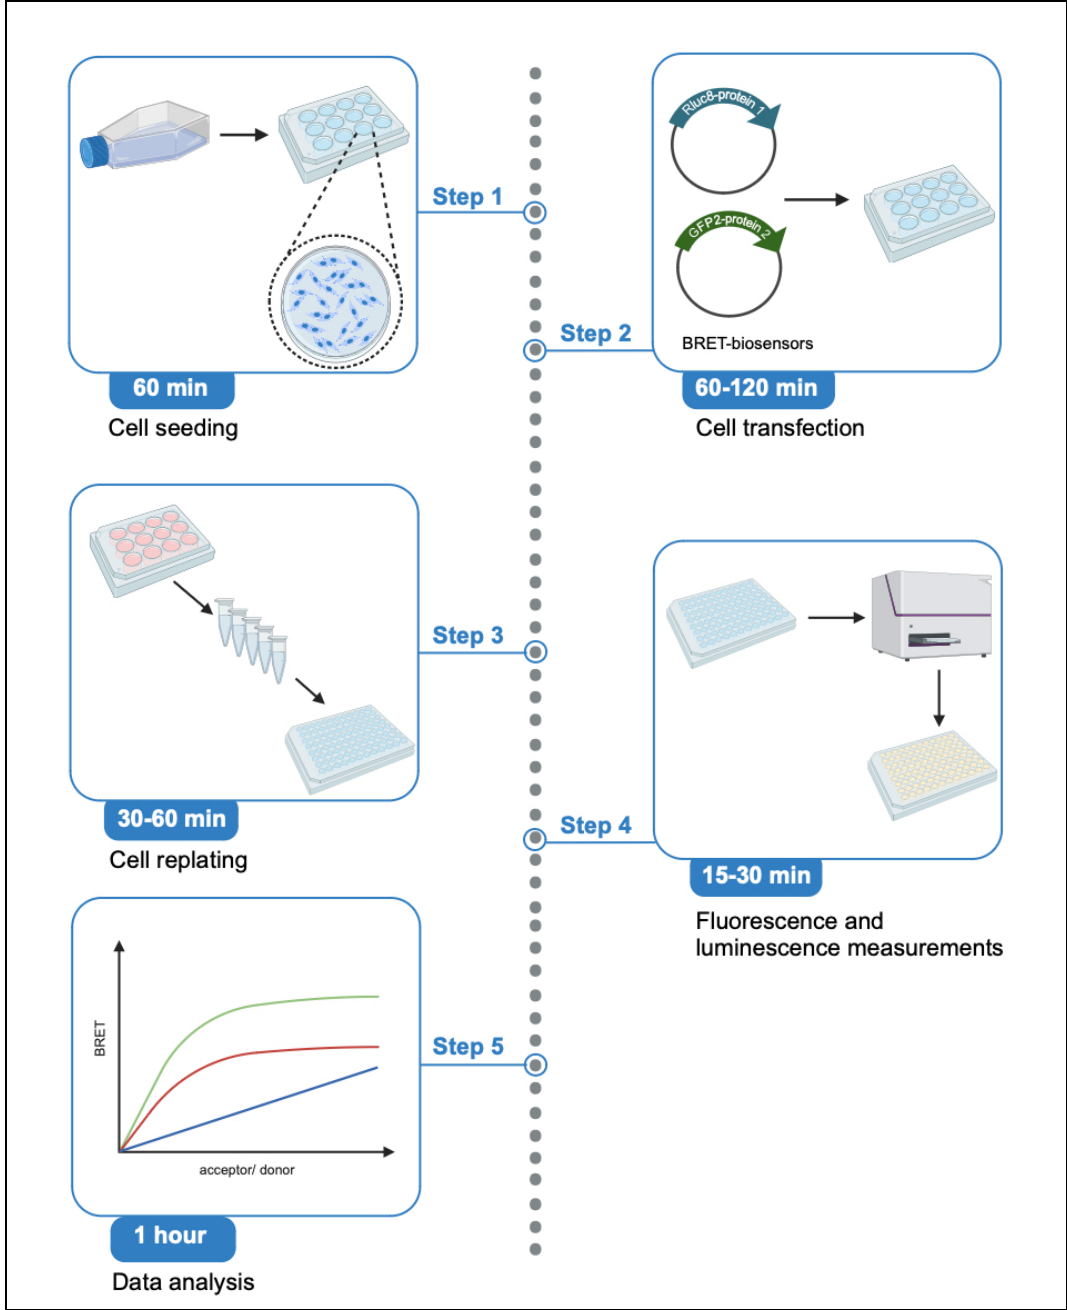 Step 1
60 min
Cell seeding
Rluc8-protein 1
GFP2-protein 2
BRET-biosensors
Step 2
60-120 min
Cell transfection
Step 3
30-60 min
Cell replating
Step 4
15-30 min
Fluorescence and
luminescence measurements
BRET
acceptor/ donor
Step 5
1 hour
Data analysis